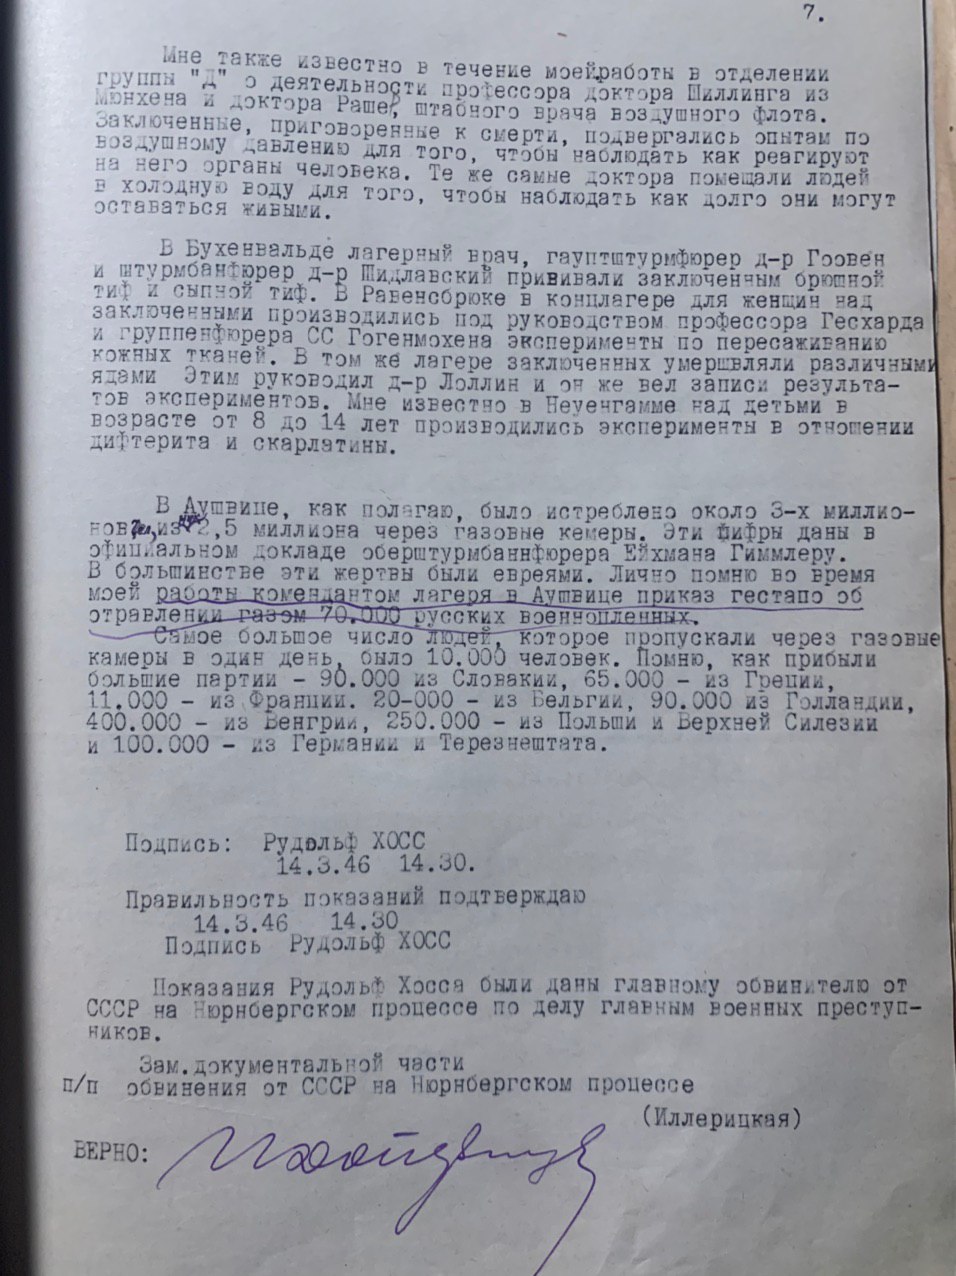 7.
Мне также известно в течение моей работы в отделении
группы "Д" о деятельности профессора доктора Шиллинга из
Мюнхена и доктора Раше, штабного врача воздушного флота.
Заключенные, приговоренные к смерти, подвергались опытам по
воздушному давлению для того, чтобы наблюдать как реагируют
на него органы человека. Те же самые доктора помещали людей
в холодную воду для того, чтобы наблюдать как долго они могут
оставаться живыми.
В Бухенвальде лагерный врач, гауптштурмфюрер д-р Гоовен
и штурмбанфюрер д-р Шидлавский прививали заключенным брюшной
тиф и сыпной тиф. В Равенсбрюке в концлагере для женщин над
заключенными производились под руководством профессора Гесхарда
и группенфюрера СС Гогенмохена эксперименты по пересаживанию
кожных тканей. В том же лагере заключенных умерщвляли различными
ядами Этим руководил д-р Лоллин и он же вел записи результа-
тов экспериментов. Мне известно в Неуенгамме над детьми в
возрасте от 8 до 14 лет производились эксперименты в отношении
дифтерита и скарлатины.
В Аушвице, как полагаю, было истреблено около 3-х миллио-
нов чел, из них 2,5 миллиона через газовые камеры. Эти цифры даны в
официальном докладе оберштурмбаннфюрера Ейхмана Гиммлеру.
В большинстве эти жертвы были евреями. Лично помню во время
моей работы комендантом лагеря в Аушвице приказ гестапо об
отравлении газом 70.000 русских военнопленных.
Самое большое число людей, которое пропускали через газовые
камеры в один день, было 10.000 человек. Помню, как прибыли
большие партии - 90.000 из Словакии, 65.000 - из Греции,
11.000 - из Франции. 20-000 - из Бельгии, 90.000 из Голландии,
400.000 - из Венгрии, 250.000 - из Польши и Верхней Силезии
и 100.000 - из Германии и Терезнештата.
Подпись: Рудольф ХОСС
14.3.46 14.30.
Правильность показаний подтверждаю
14.3.46 14.30
Подпись Рудольф ХОСС
Показания Рудольф Хосса были даны главному обвинителю от
СССР на Нюрнбергском процессе по делу главным военных преступ-
ников.
Зам.документальной части
п/п обвинения от СССР на Нюрнбергском процессе
(Иллерицкая)
ВЕРНО: